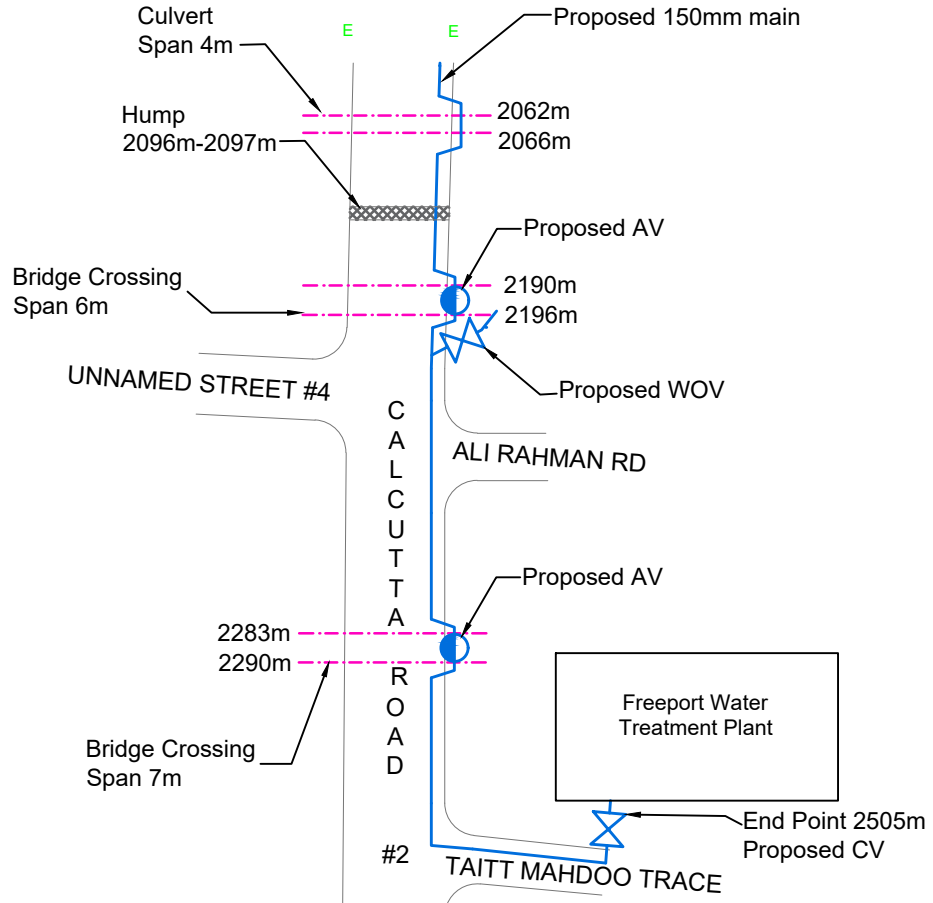 Culvert
Span 4m
E
E
Proposed 150mm main
2062m
Hump
2096m-2097m
2066m
Proposed AV
Bridge Crossing
Span 6m
2190m
2196m
UNNAMED STREET #4
Proposed WOV
CALCUTTA ROAD
ALI RAHMAN RD
Proposed AV
2283m
2290m
Freeport Water
Treatment Plant
Bridge Crossing
Span 7m
End Point 2505m
Proposed CV
#2
TAITT MAHDOO TRACE